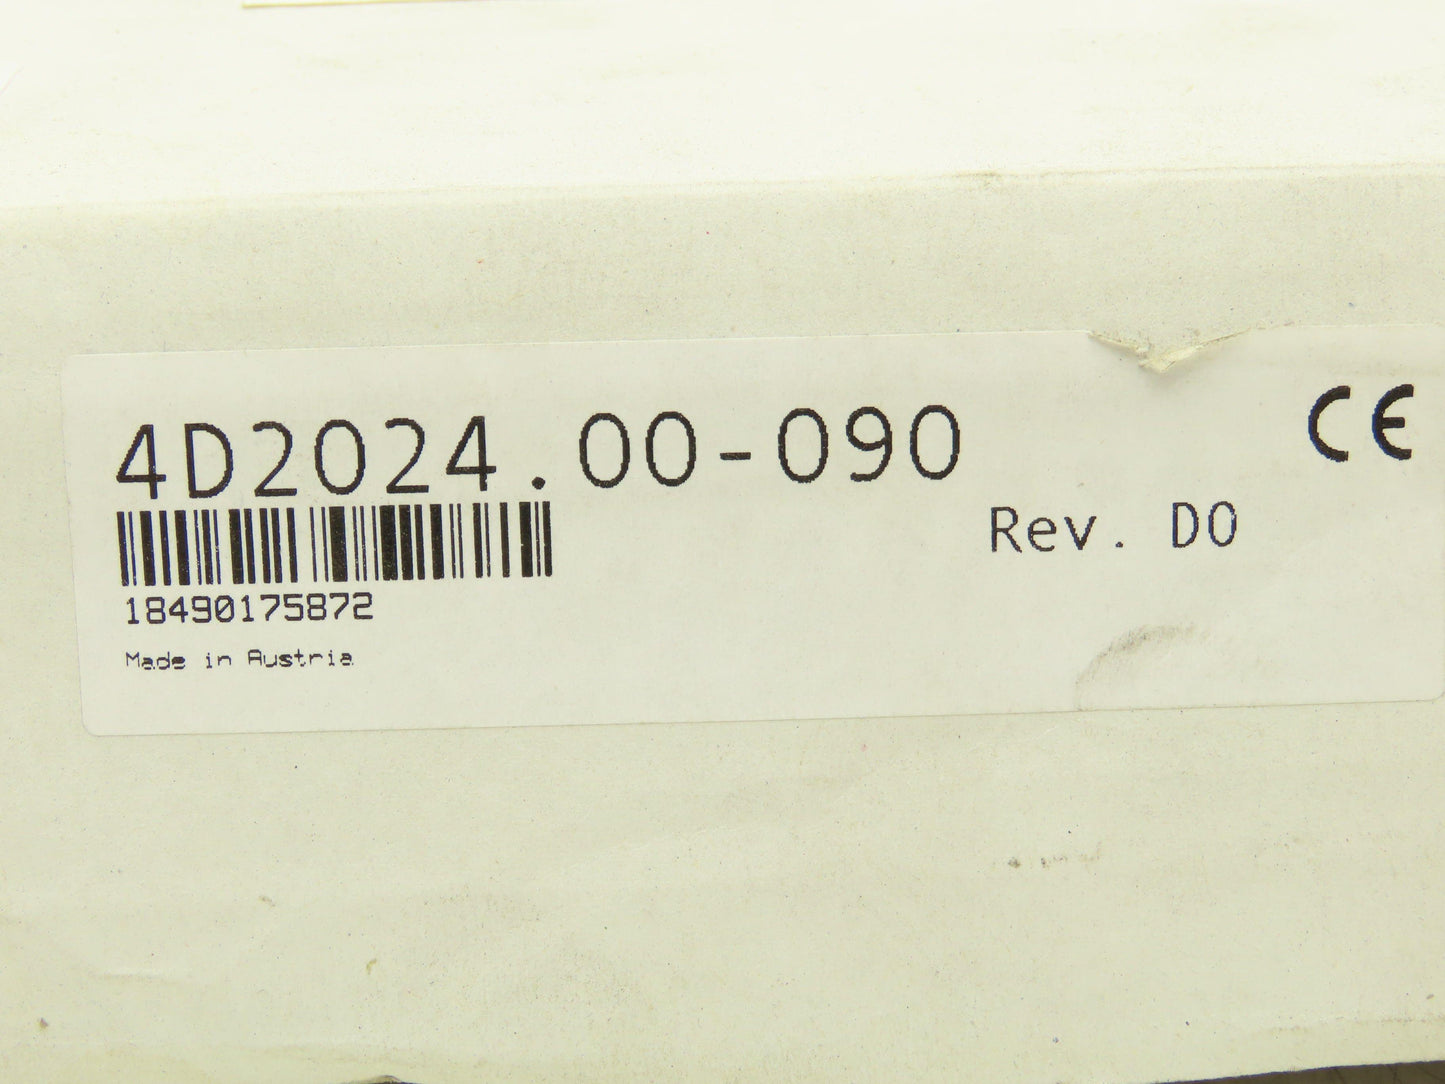 4D2024.00-090
CE
Rev. D0
18490175872
Made in Austria